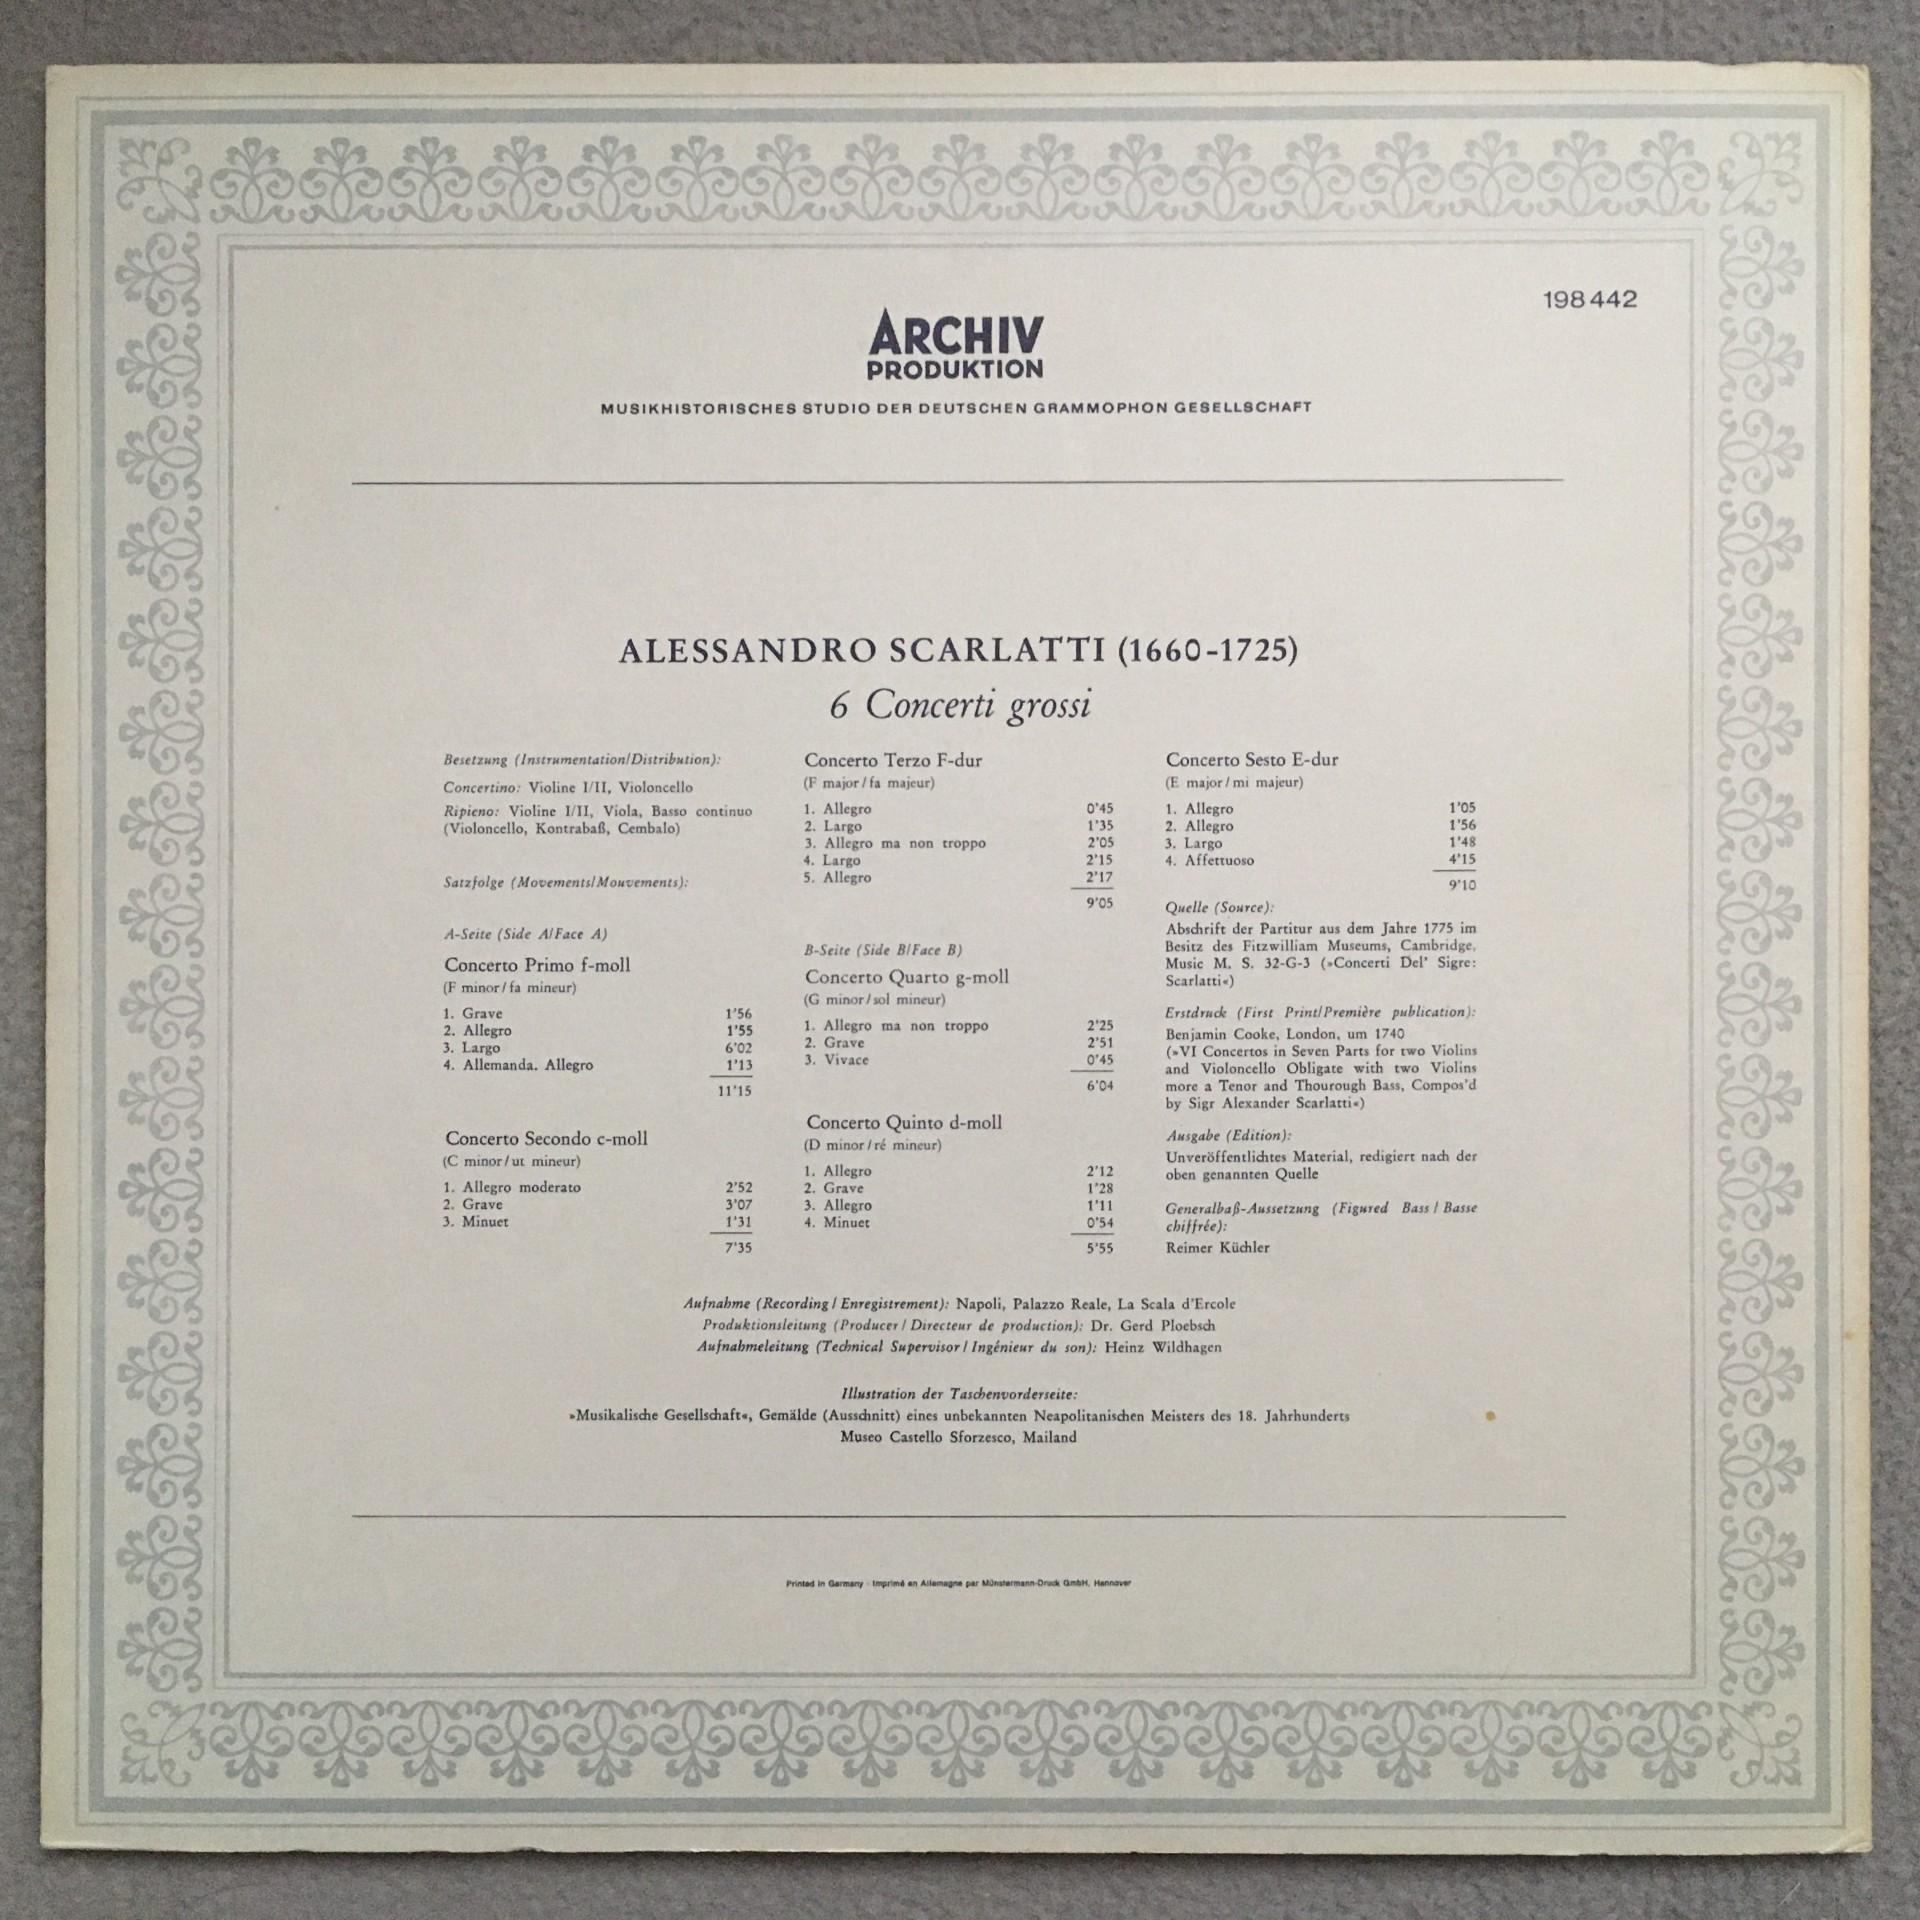 198 442
ARCHIV
PRODUKTION
MUSIKHISTORISCHES STUDIO DER DEUTSCHEN GRAMMOPHON GESELLSCHAFT
ALESSANDRO SCARLATTI (1660-1725)
6 Concerti grossi
Besetzung (Instrumentation/Distribution):
Concertino: Violine I/II, Violoncello
Ripieno: Violine I/II, Viola, Basso continuo
(Violoncello, Kontrabaß, Cembalo)
Satzfolge (Movements/Mouvements):
A-Seite (Side A/Face A)
Concerto Primo f-moll
(F minor / fa mineur)
1. Grave 1'56
2. Allegro 1'55
3. Largo 6'02
4. Allemanda. Allegro 1'13
11'15
Concerto Secondo c-moll
(C minor / ut mineur)
1. Allegro moderato 2'52
2. Grave 3'07
3. Minuet 1'31
7'35
Concerto Terzo F-dur
(F major / fa majeur)
1. Allegro 0'45
2. Largo 1'35
3. Allegro ma non troppo 2'05
4. Largo 2'15
5. Allegro 2'17
9'05
B-Seite (Side B/Face B)
Concerto Quarto g-moll
(G minor / sol mineur)
1. Allegro ma non troppo 2'25
2. Grave 2'51
3. Vivace 0'45
6'04
Concerto Quinto d-moll
(D minor / ré mineur)
1. Allegro 2'12
2. Grave 1'28
3. Allegro 1'11
4. Minuet 0'54
5'55
Concerto Sesto E-dur
(E major / mi majeur)
1. Allegro 1'05
2. Allegro 1'56
3. Largo 1'48
4. Affettuoso 4'15
9'10
Quelle (Source):
Abschrift der Partitur aus dem Jahre 1775 im
Besitz des Fitzwilliam Museums, Cambridge,
Music M. S. 32-G-3 (»Concerti Del' Sigre:
Scarlatti«)
Erstdruck (First Print/Première publication):
Benjamin Cooke, London, um 1740
(»VI Concertos in Seven Parts for two Violins
and Violoncello Obligate with two Violins
more a Tenor and Thourough Bass, Compos'd
by Sigr Alexander Scarlatti«)
Ausgabe (Edition):
Unveröffentlichtes Material, redigiert nach der
oben genannten Quelle
Generalbaß-Aussetzung (Figured Bass / Basse
chiffrée):
Reimer Küchler
Aufnahme (Recording / Enregistrement): Napoli, Palazzo Reale, La Scala d'Ercole
Produktionsleitung (Producer / Directeur de production): Dr. Gerd Ploebsch
Aufnahmeleitung (Technical Supervisor / Ingénieur du son): Heinz Wildhagen
Illustration der Taschenvorderseite:
»Musikalische Gesellschaft«, Gemälde (Ausschnitt) eines unbekannten Neapolitanischen Meisters des 18. Jahrhunderts
Museo Castello Sforzesco, Mailand
Printed in Germany · Imprimé en Allemagne par Münstermann-Druck GmbH, Hannover